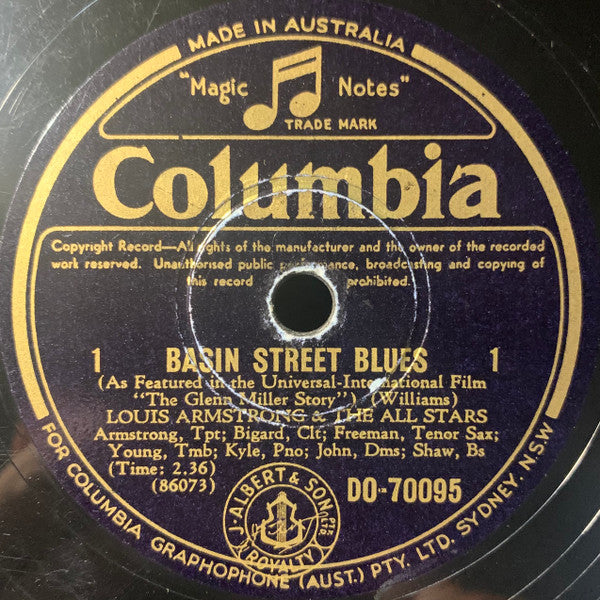 MADE IN AUSTRALIA
"Magic Notes"
TRADE MARK
Columbia
Copyright Record—All rights of the manufacturer and the owner of the recorded
work reserved. Unauthorised public performance, broadcasting and copying of
this record prohibited.
1 BASIN STREET BLUES 1
(As Featured in the Universal-International Film
"The Glenn Miller Story") (Williams)
LOUIS ARMSTRONG & THE ALL STARS
Armstrong, Tpt; Bigard, Clt; Freeman, Tenor Sax;
Young, Tmb; Kyle, Pno; John, Dms; Shaw, Bs
(Time: 2.36)
(86073)
DO-70095
J. ALBERT & SON PTY LTD
ROYALTY
FOR COLUMBIA GRAPHOPHONE (AUST.) PTY. LTD. SYDNEY. N.S.W